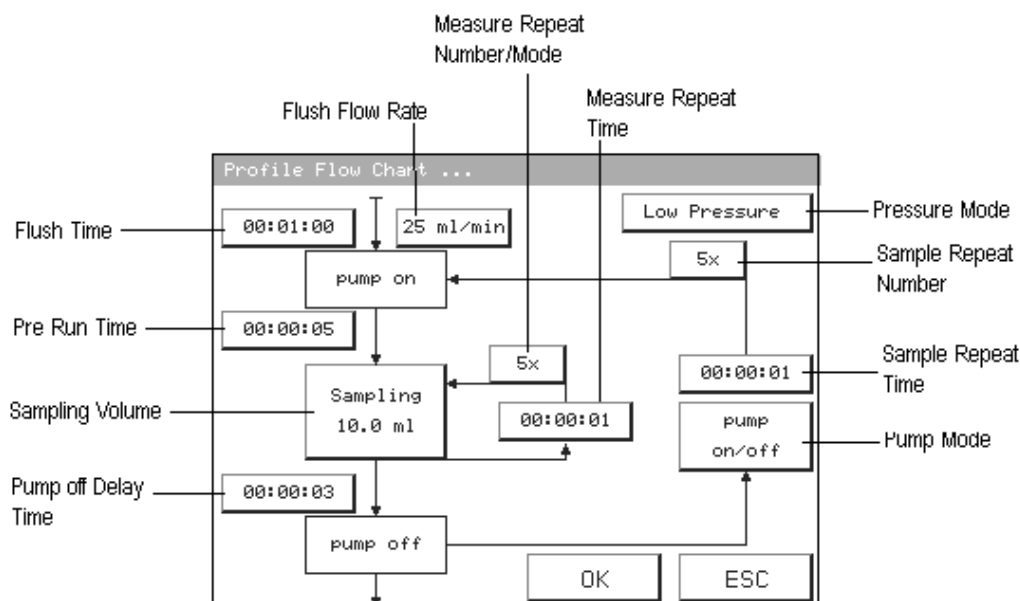 Measure Repeat
Number/Mode
Flush Flow Rate
Measure Repeat
Time
Profile Flow Chart ...
Flush Time
00:01:00
25 ml/min
Low Pressure
Pressure Mode
pump on
5x
Sample Repeat
Number
Pre Run Time
00:00:05
5x
00:00:01
Sample Repeat
Time
Sampling Volume
Sampling
10.0 ml
00:00:01
pump
on/off
Pump Mode
Pump off Delay
Time
00:00:03
pump off
OK
ESC